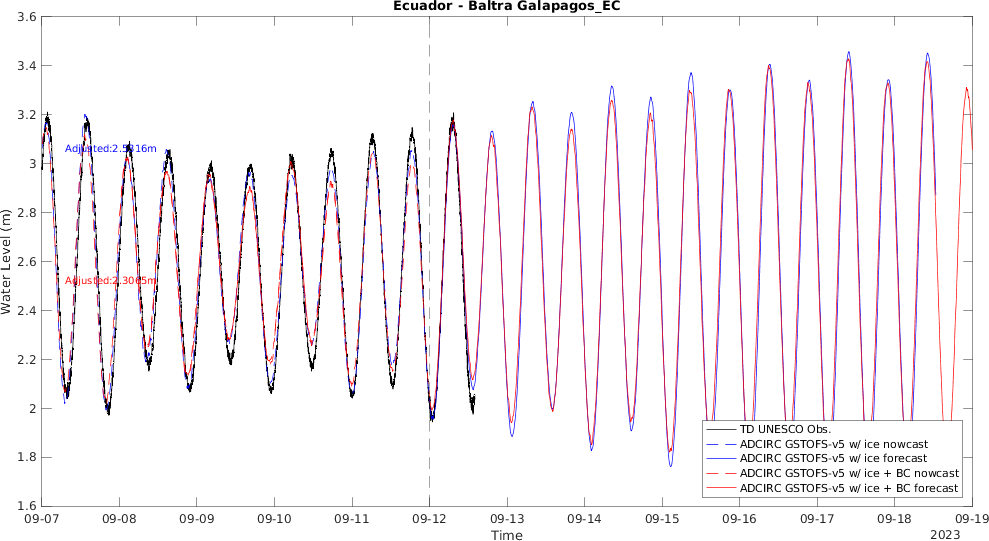 Ecuador - Baltra Galapagos_EC
3.6
3.4
3.2
3
2.8
2.6
2.4
2.2
2
1.8
1.6
Water Level (m)
Adjusted:2.5316m
Adjusted:2.3065m
TD UNESCO Obs.
ADCIRC GSTOFS-v5 w/ ice nowcast
ADCIRC GSTOFS-v5 w/ ice forecast
ADCIRC GSTOFS-v5 w/ ice + BC nowcast
ADCIRC GSTOFS-v5 w/ ice + BC forecast
09-07 09-08 09-09 09-10 09-11 09-12 09-13 09-14 09-15 09-16 09-17 09-18 09-19
Time
2023